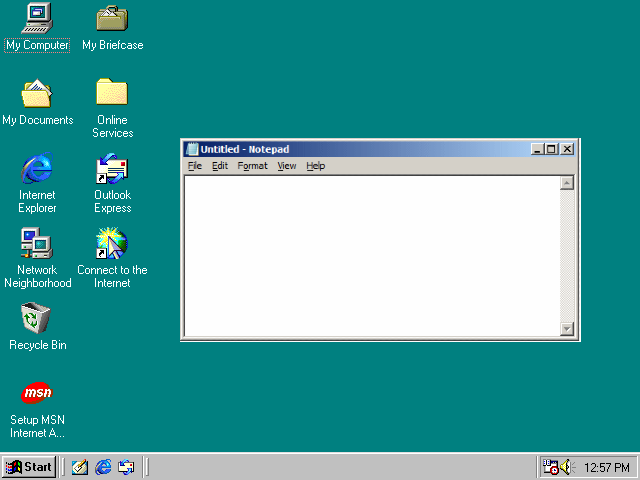 My Computer
My Briefcase
My Documents
Online
Services
Internet
Explorer
Outlook
Express
Network
Neighborhood
Connect to the
Internet
Recycle Bin
msn
Setup MSN
Internet A...
Untitled - Notepad
File Edit Format View Help
Start
12:57 PM